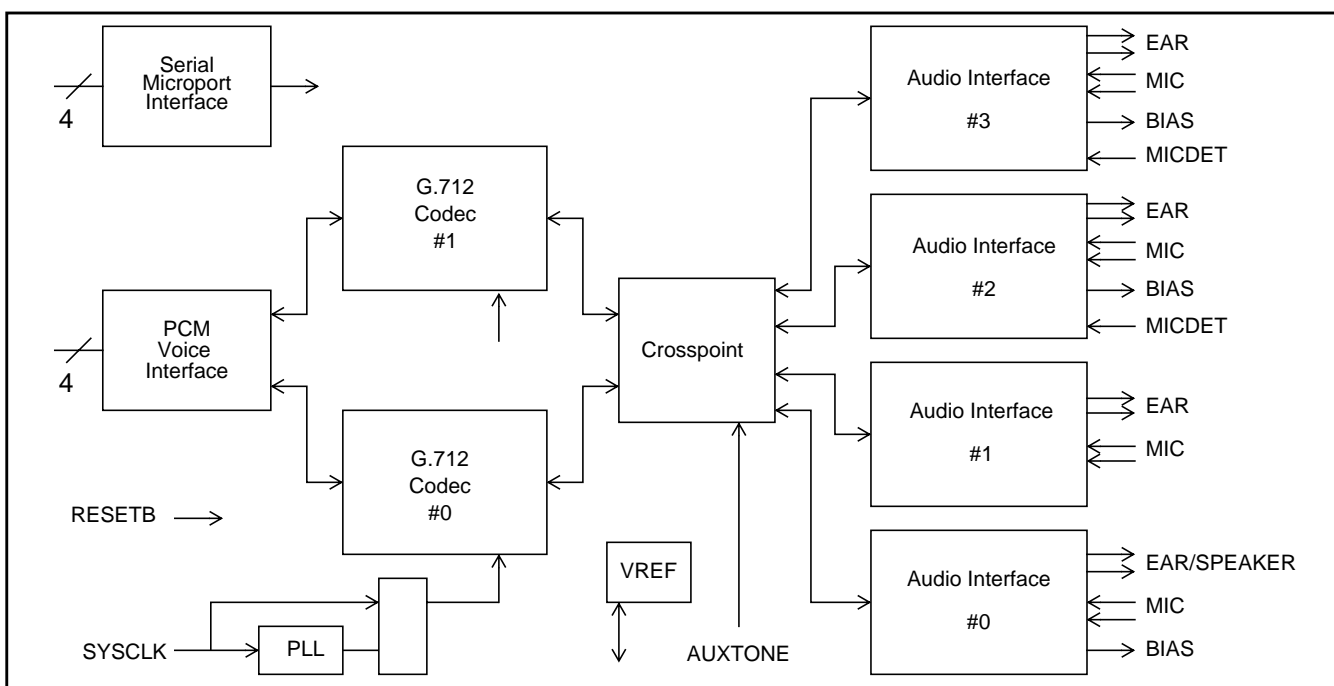 Serial
Microport
Interface
4
G.712
Codec
#1
PCM
Voice
Interface
4
G.712
Codec
#0
RESETB
SYSCLK
PLL
VREF
AUXTONE
Crosspoint
Audio Interface
#3
EAR
MIC
BIAS
MICDET
Audio Interface
#2
EAR
MIC
BIAS
MICDET
Audio Interface
#1
EAR
MIC
Audio Interface
#0
EAR/SPEAKER
MIC
BIAS